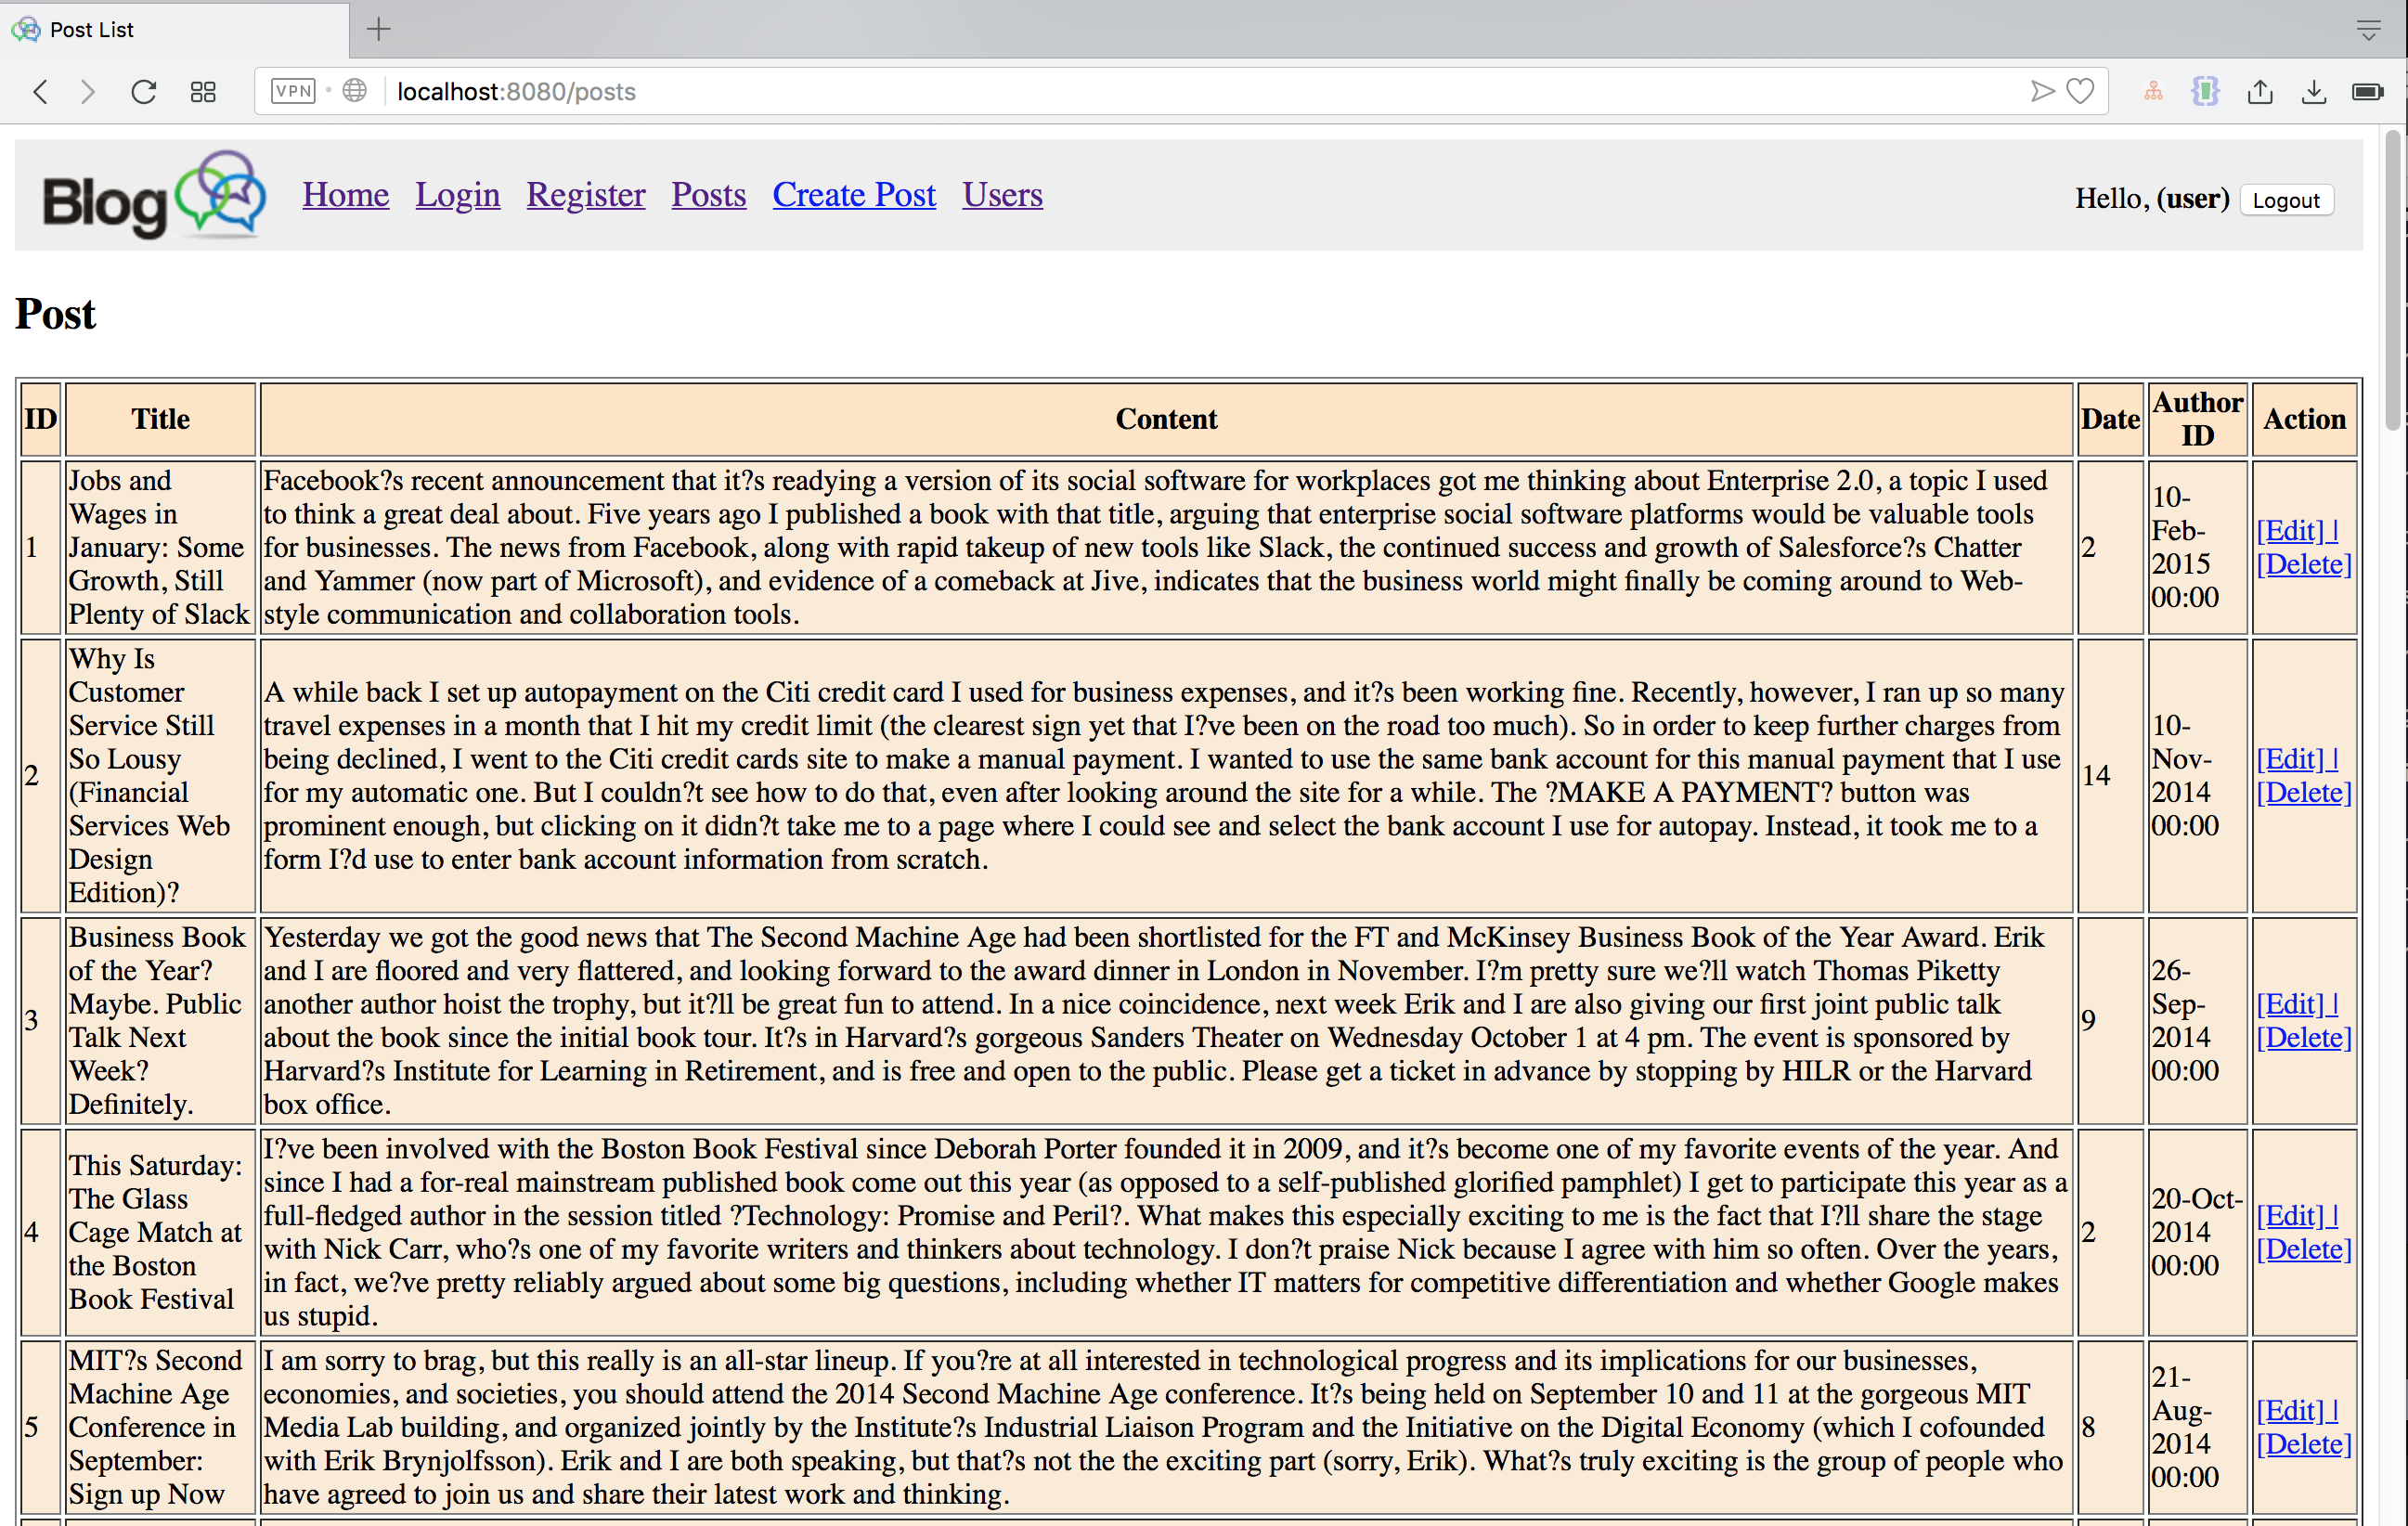 Post List
VPN
localhost:8080/posts
Blog
Home Login Register Posts Create Post Users
Hello, (user) Logout
Post
ID Title Content Date Author ID Action
1
Jobs and
Wages in
January: Some
Growth, Still
Plenty of Slack
Facebook?s recent announcement that it?s readying a version of its social software for workplaces got me thinking about Enterprise 2.0, a topic I used
to think a great deal about. Five years ago I published a book with that title, arguing that enterprise social software platforms would be valuable tools
for businesses. The news from Facebook, along with rapid takeup of new tools like Slack, the continued success and growth of Salesforce?s Chatter
and Yammer (now part of Microsoft), and evidence of a comeback at Jive, indicates that the business world might finally be coming around to Web-
style communication and collaboration tools.
2
10-
Feb-
2015
00:00
[Edit] |
[Delete]
2
Why Is
Customer
Service Still
So Lousy
(Financial
Services Web
Design
Edition)?
A while back I set up autopayment on the Citi credit card I used for business expenses, and it?s been working fine. Recently, however, I ran up so many
travel expenses in a month that I hit my credit limit (the clearest sign yet that I?ve been on the road too much). So in order to keep further charges from
being declined, I went to the Citi credit cards site to make a manual payment. I wanted to use the same bank account for this manual payment that I use
for my automatic one. But I couldn?t see how to do that, even after looking around the site for a while. The ?MAKE A PAYMENT? button was
prominent enough, but clicking on it didn?t take me to a page where I could see and select the bank account I use for autopay. Instead, it took me to a
form I?d use to enter bank account information from scratch.
14
10-
Nov-
2014
00:00
[Edit] |
[Delete]
3
Business Book
of the Year?
Maybe. Public
Talk Next
Week?
Definitely.
Yesterday we got the good news that The Second Machine Age had been shortlisted for the FT and McKinsey Business Book of the Year Award. Erik
and I are floored and very flattered, and looking forward to the award dinner in London in November. I?m pretty sure we?ll watch Thomas Piketty
another author hoist the trophy, but it?ll be great fun to attend. In a nice coincidence, next week Erik and I are also giving our first joint public talk
about the book since the initial book tour. It?s in Harvard?s gorgeous Sanders Theater on Wednesday October 1 at 4 pm. The event is sponsored by
Harvard?s Institute for Learning in Retirement, and is free and open to the public. Please get a ticket in advance by stopping by HILR or the Harvard
box office.
9
26-
Sep-
2014
00:00
[Edit] |
[Delete]
4
This Saturday:
The Glass
Cage Match at
the Boston
Book Festival
I?ve been involved with the Boston Book Festival since Deborah Porter founded it in 2009, and it?s become one of my favorite events of the year. And
since I had a for-real mainstream published book come out this year (as opposed to a self-published glorified pamphlet) I get to participate this year as a
full-fledged author in the session titled ?Technology: Promise and Peril?. What makes this especially exciting to me is the fact that I?ll share the stage
with Nick Carr, who?s one of my favorite writers and thinkers about technology. I don?t praise Nick because I agree with him so often. Over the years,
in fact, we?ve pretty reliably argued about some big questions, including whether IT matters for competitive differentiation and whether Google makes
us stupid.
2
20-Oct-
2014
00:00
[Edit] |
[Delete]
5
MIT?s Second
Machine Age
Conference in
September:
Sign up Now
I am sorry to brag, but this really is an all-star lineup. If you?re at all interested in technological progress and its implications for our businesses,
economies, and societies, you should attend the 2014 Second Machine Age conference. It?s being held on September 10 and 11 at the gorgeous MIT
Media Lab building, and organized jointly by the Institute?s Industrial Liaison Program and the Initiative on the Digital Economy (which I cofounded
with Erik Brynjolfsson). Erik and I are both speaking, but that?s not the the exciting part (sorry, Erik). What?s truly exciting is the group of people who
have agreed to join us and share their latest work and thinking.
8
21-
Aug-
2014
00:00
[Edit] |
[Delete]